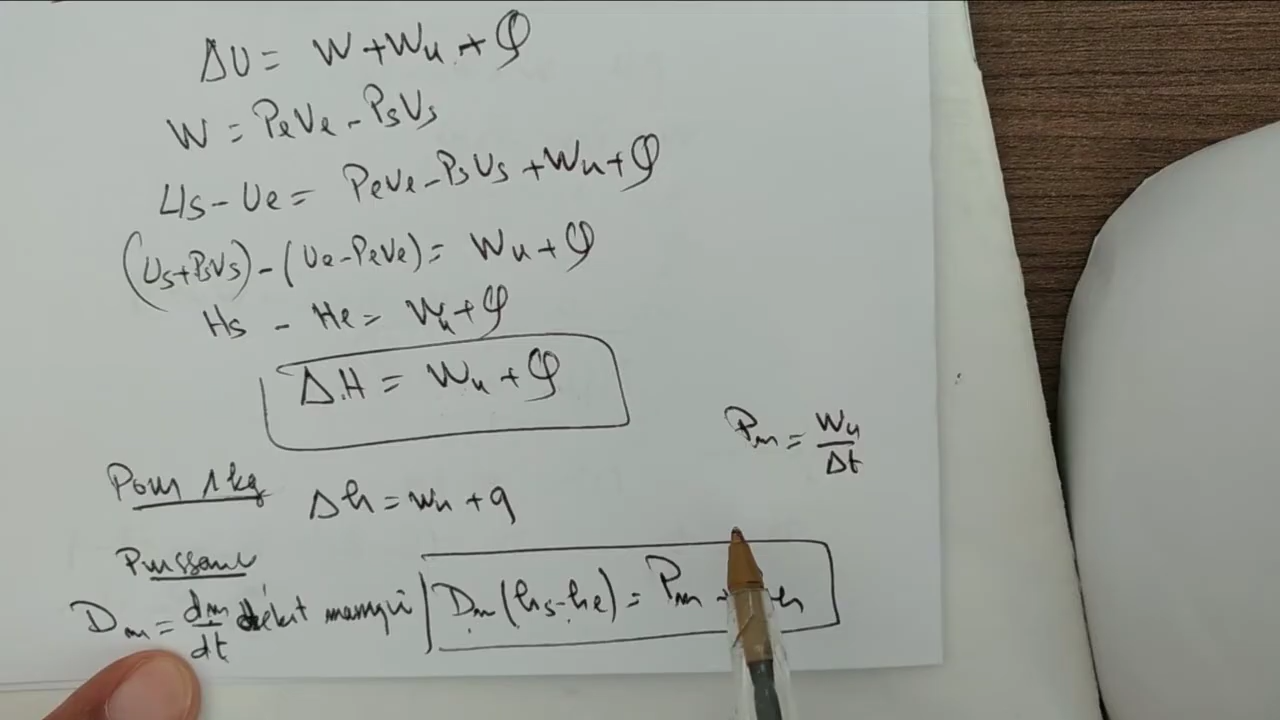 ΔU = W + Wu + Q
W = PeVe - PsVs
Us - Ue = PeVe - PsVs + Wu + Q
(Us+PsVs) - (Ue-PeVe) = Wu + Q
Hs - He = Wu + Q
ΔH = Wu + Q
Pm = Wu/Δt
Pour 1kg Δh = wu + q
Puissance
Dm = dm/dt débit massique Dm(hs-he) = Pm